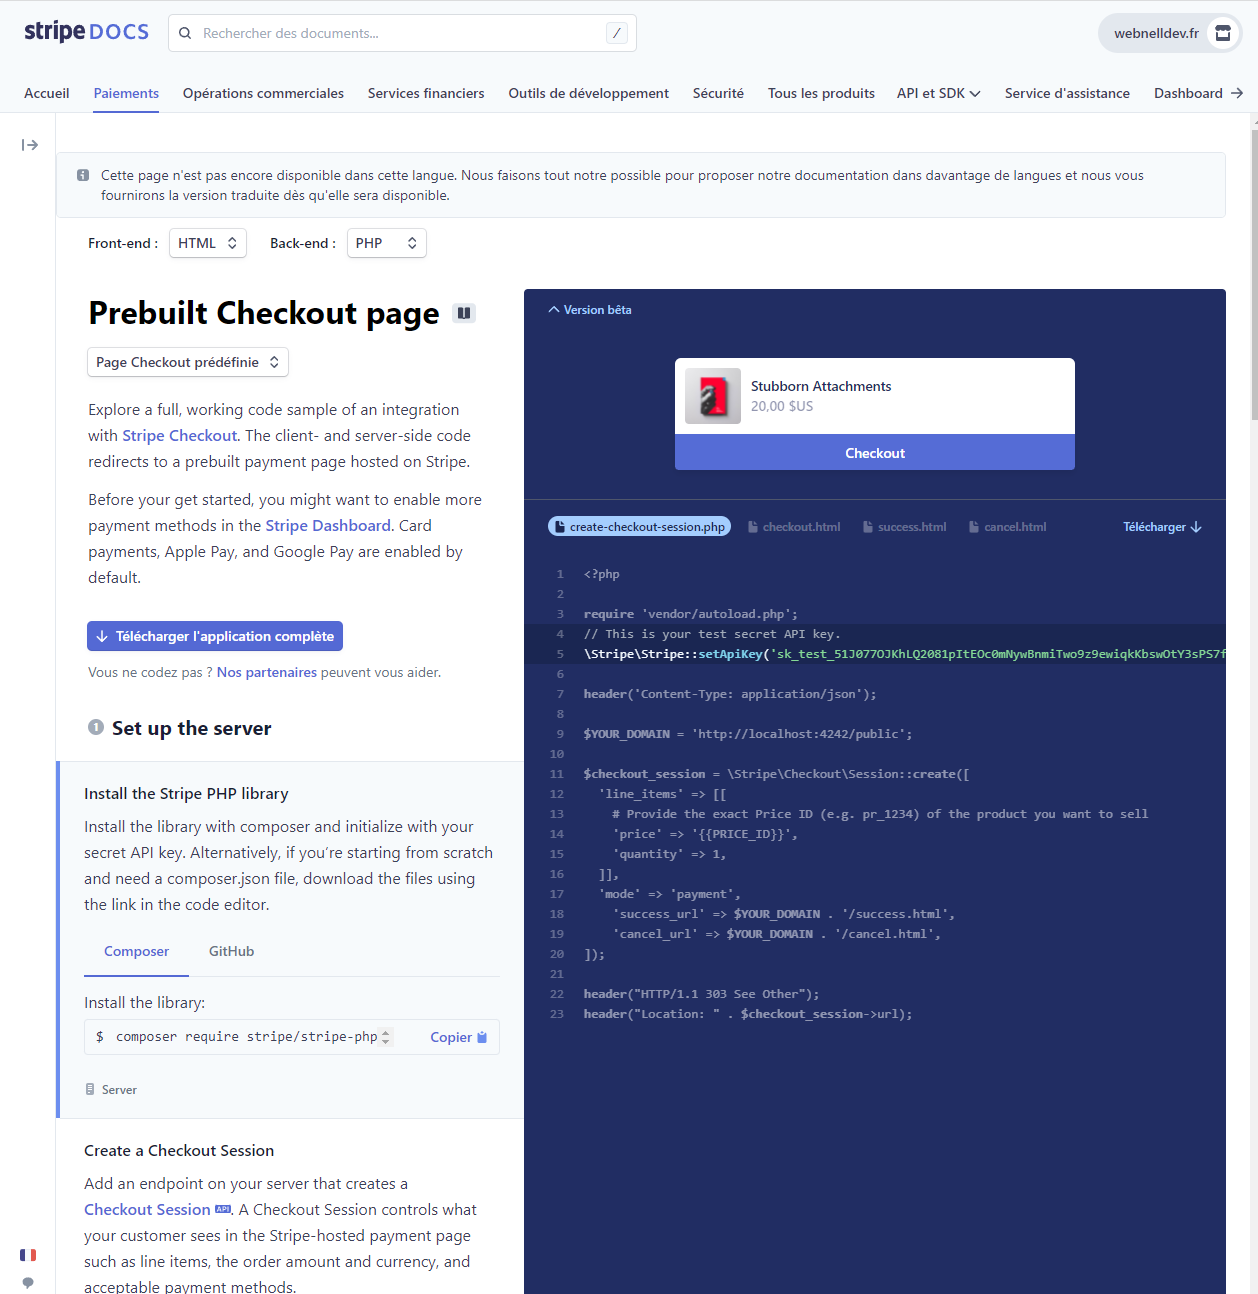 stripe DOCS
Rechercher des documents...
/
webnelldev.fr
Accueil
Paiements
Opérations commerciales
Services financiers
Outils de développement
Sécurité
Tous les produits
API et SDK
Service d'assistance
Dashboard →
Cette page n'est pas encore disponible dans cette langue. Nous faisons tout notre possible pour proposer notre documentation dans davantage de langues et nous vous
fournirons la version traduite dès qu'elle sera disponible.
Front-end : HTML Back-end : PHP
Prebuilt Checkout page
Page Checkout prédéfinie
Explore a full, working code sample of an integration
with Stripe Checkout. The client- and server-side code
redirects to a prebuilt payment page hosted on Stripe.
Before your get started, you might want to enable more
payment methods in the Stripe Dashboard. Card
payments, Apple Pay, and Google Pay are enabled by
default.
Télécharger l'application complète
Vous ne codez pas ? Nos partenaires peuvent vous aider.
1 Set up the server
Install the Stripe PHP library
Install the library with composer and initialize with your
secret API key. Alternatively, if you're starting from scratch
and need a composer.json file, download the files using
the link in the code editor.
Composer GitHub
Install the library:
$ composer require stripe/stripe-php Copier
Server
Create a Checkout Session
Add an endpoint on your server that creates a
Checkout Session API. A Checkout Session controls what
your customer sees in the Stripe-hosted payment page
such as line items, the order amount and currency, and
acceptable payment methods.
Version bêta
Stubborn Attachments
20,00 $US
Checkout
create-checkout-session.php checkout.html success.html cancel.html Télécharger
1 <?php
2
3 require 'vendor/autoload.php';
4 // This is your test secret API key.
5 \Stripe\Stripe::setApiKey('sk_test_51J077OJKhLQ2081pItEOc0mNywBnmiTwo9z9ewiqkKbswOtY3sPS7f
6
7 header('Content-Type: application/json');
8
9 $YOUR_DOMAIN = 'http://localhost:4242/public';
10
11 $checkout_session = \Stripe\Checkout\Session::create([
12 'line_items' => [[
13 # Provide the exact Price ID (e.g. pr_1234) of the product you want to sell
14 'price' => '{{PRICE_ID}}',
15 'quantity' => 1,
16 ]],
17 'mode' => 'payment',
18 'success_url' => $YOUR_DOMAIN . '/success.html',
19 'cancel_url' => $YOUR_DOMAIN . '/cancel.html',
20 ]);
21
22 header("HTTP/1.1 303 See Other");
23 header("Location: " . $checkout_session->url);